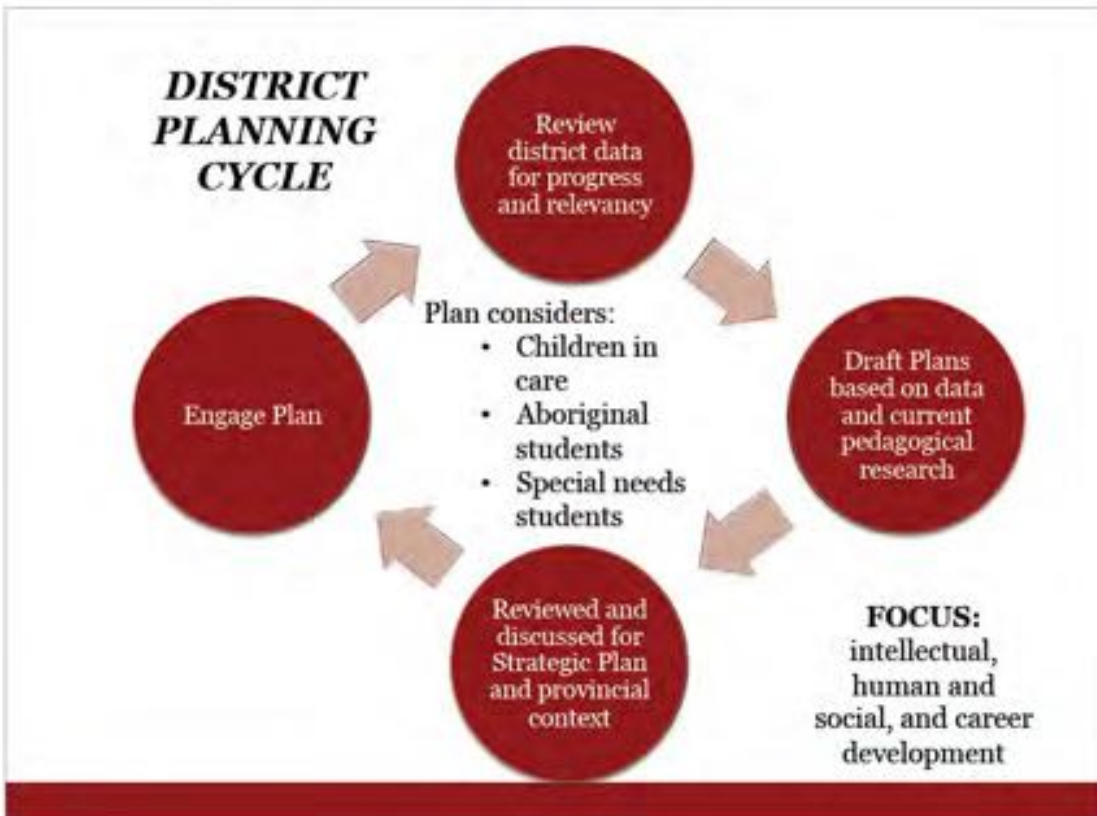 DISTRICT
PLANNING
CYCLE
Review
district data
for progress
and relevancy
Draft Plans
based on data
and current
pedagogical
research
Reviewed and
discussed for
Strategic Plan
and provincial
context
Engage Plan
Plan considers:
• Children in
care
• Aboriginal
students
• Special needs
students
FOCUS:
intellectual,
human and
social, and career
development